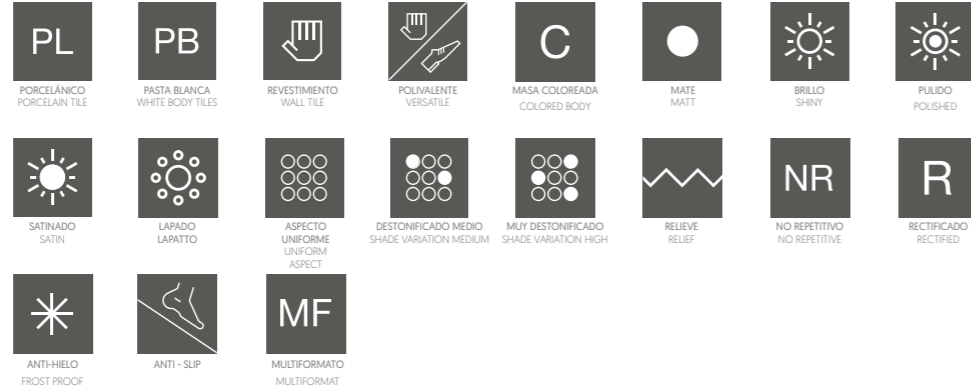 PL
PORCELÁNICO
PORCELAIN TILE
PB
PASTA BLANCA
WHITE BODY TILES
REVESTIMIENTO
WALL TILE
POLIVALENTE
VERSATILE
C
MASA COLOREADA
COLORED BODY
MATE
MATT
BRILLO
SHINY
PULIDO
POLISHED
SATINADO
SATIN
LAPADO
LAPATTO
ASPECTO
UNIFORME
UNIFORM
ASPECT
DESTONIFICADO MEDIO
SHADE VARIATION MEDIUM
MUY DESTONIFICADO
SHADE VARIATION HIGH
RELIEVE
RELIEF
NR
NO REPETITIVO
NO REPETITIVE
R
RECTIFICADO
RECTIFIED
ANTI-HIELO
FROST PROOF
ANTI - SLIP
MF
MULTIFORMATO
MULTIFORMAT